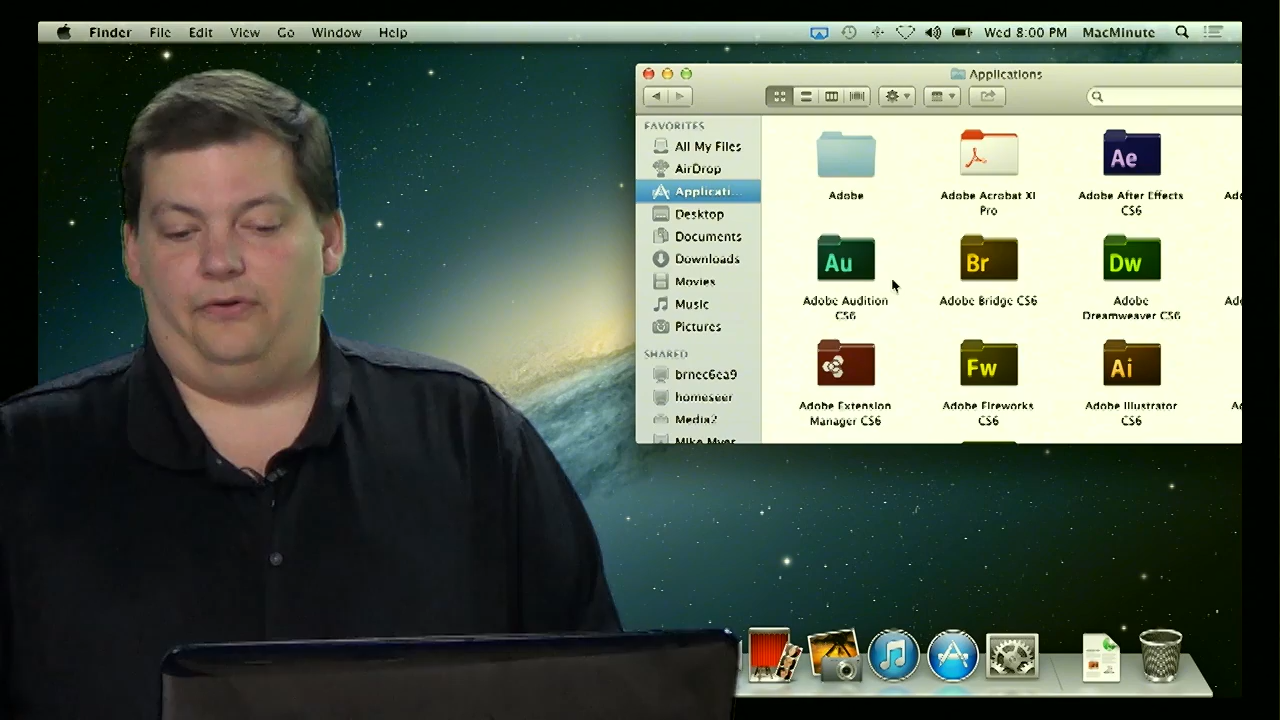 Finder File Edit View Go Window Help Wed 8:00 PM MacMinute
Applications
FAVORITES
All My Files
AirDrop
Applicati...
Desktop
Documents
Downloads
Movies
Music
Pictures
SHARED
brnec6ea9
homeseer
Media2
Mike Myer
Adobe
Adobe Acrobat XI
Pro
Ae
Adobe After Effects
CS6
Au
Adobe Audition
CS6
Br
Adobe Bridge CS6
Dw
Adobe
Dreamweaver CS6
Adobe Extension
Manager CS6
Fw
Adobe Fireworks
CS6
Ai
Adobe Illustrator
CS6